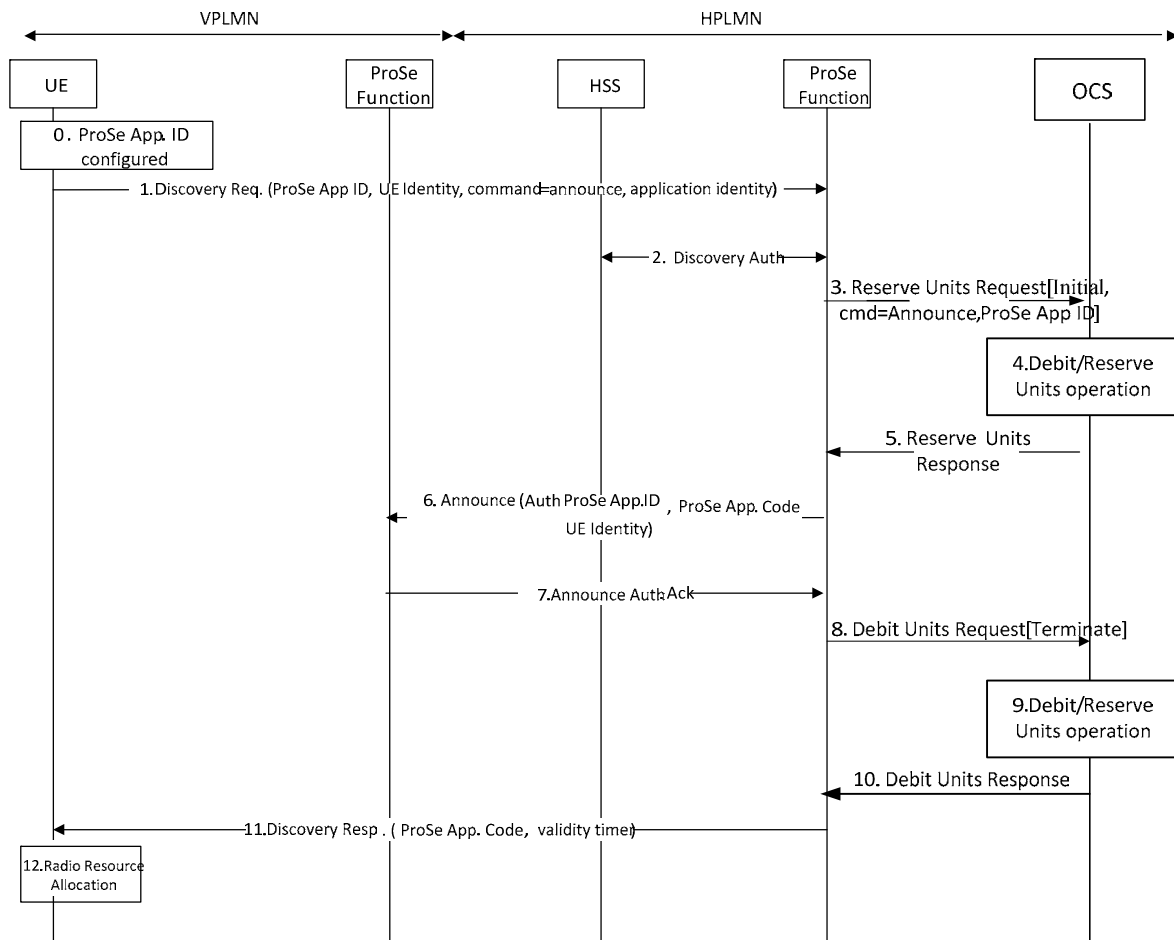 VPLMN
HPLMN
UE
ProSe
Function
HSS
ProSe
Function
OCS
0. ProSe App. ID
configured
1.Discovery Req. (ProSe App ID, UE Identity, command=announce, application identity)
2. Discovery Auth
3. Reserve Units Request[Initial,
cmd=Announce,ProSe App ID]
4.Debit/Reserve
Units operation
5. Reserve Units
Response
6. Announce (Auth ProSe App.ID , ProSe App. Code
UE Identity)
7.Announce Auth.Ack
8. Debit Units Request[Terminate]
9.Debit/Reserve
Units operation
10. Debit Units Response
11.Discovery Resp. ( ProSe App. Code, validity timer)
12.Radio Resource
Allocation